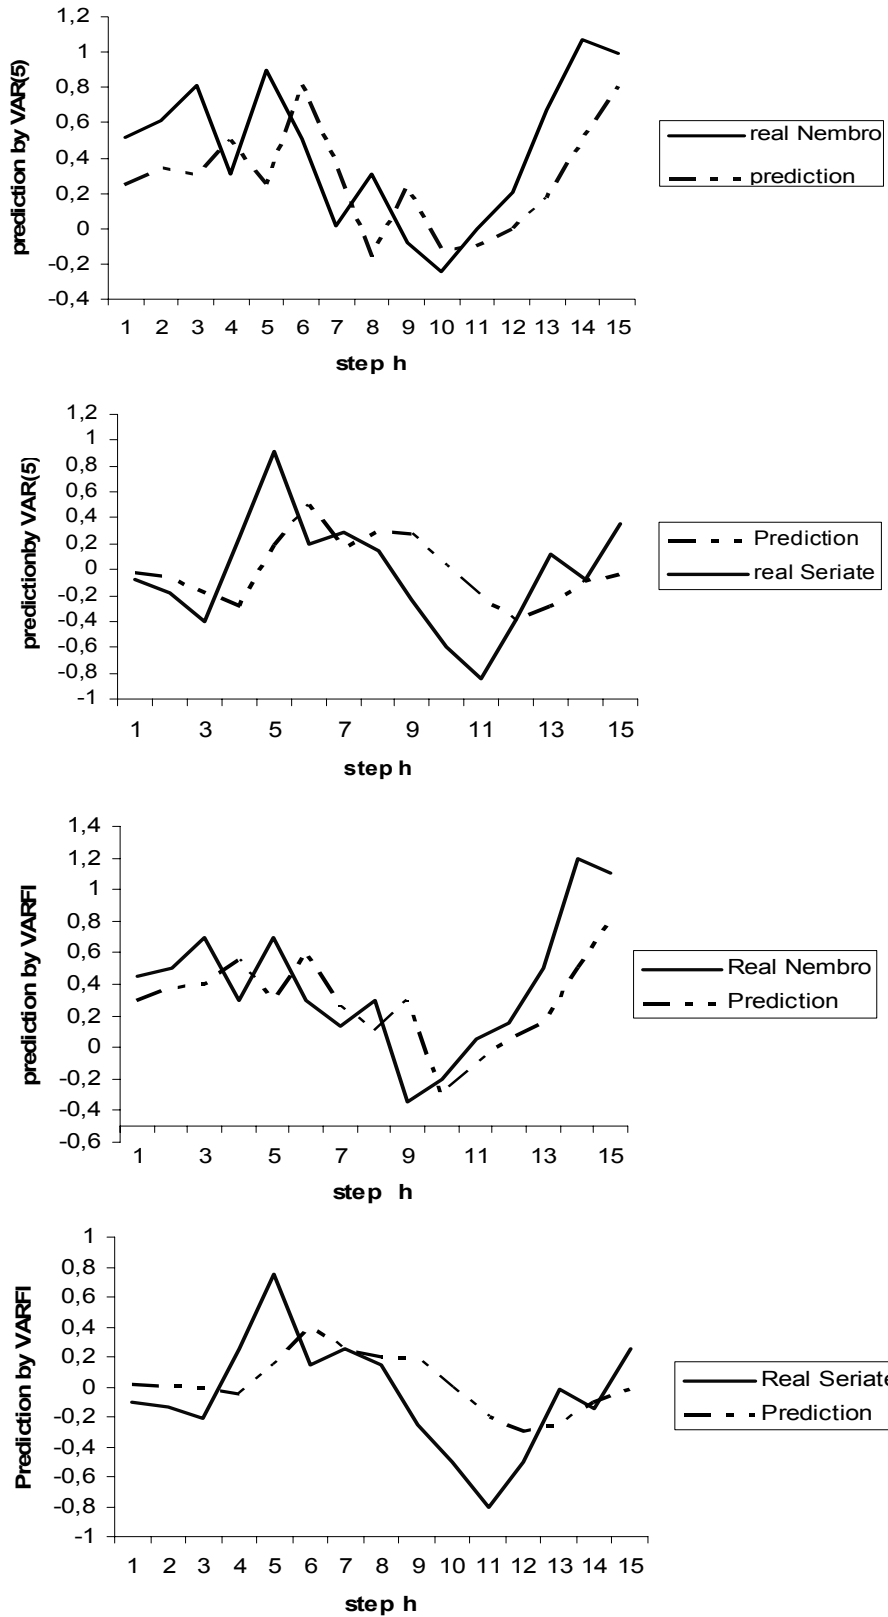 1,2
1
0,8
0,6
0,4
0,2
0
-0,2
-0,4
prediction by VAR(5)
1 2 3 4 5 6 7 8 9 10 11 12 13 14 15
step h
real Nembro
prediction
1,2
1
0,8
0,6
0,4
0,2
0
-0,2
-0,4
-0,6
-0,8
-1
predictionby VAR(5)
1 3 5 7 9 11 13 15
step h
Prediction
real Seriate
1,4
1,2
1
0,8
0,6
0,4
0,2
0
-0,2
-0,4
-0,6
prediction by VARFI
1 3 5 7 9 11 13 15
step h
Real Nembro
Prediction
1
0,8
0,6
0,4
0,2
0
-0,2
-0,4
-0,6
-0,8
-1
Prediction by VARFI
1 2 3 4 5 6 7 8 9 10 11 12 13 14 15
step h
Real Seriate
Prediction